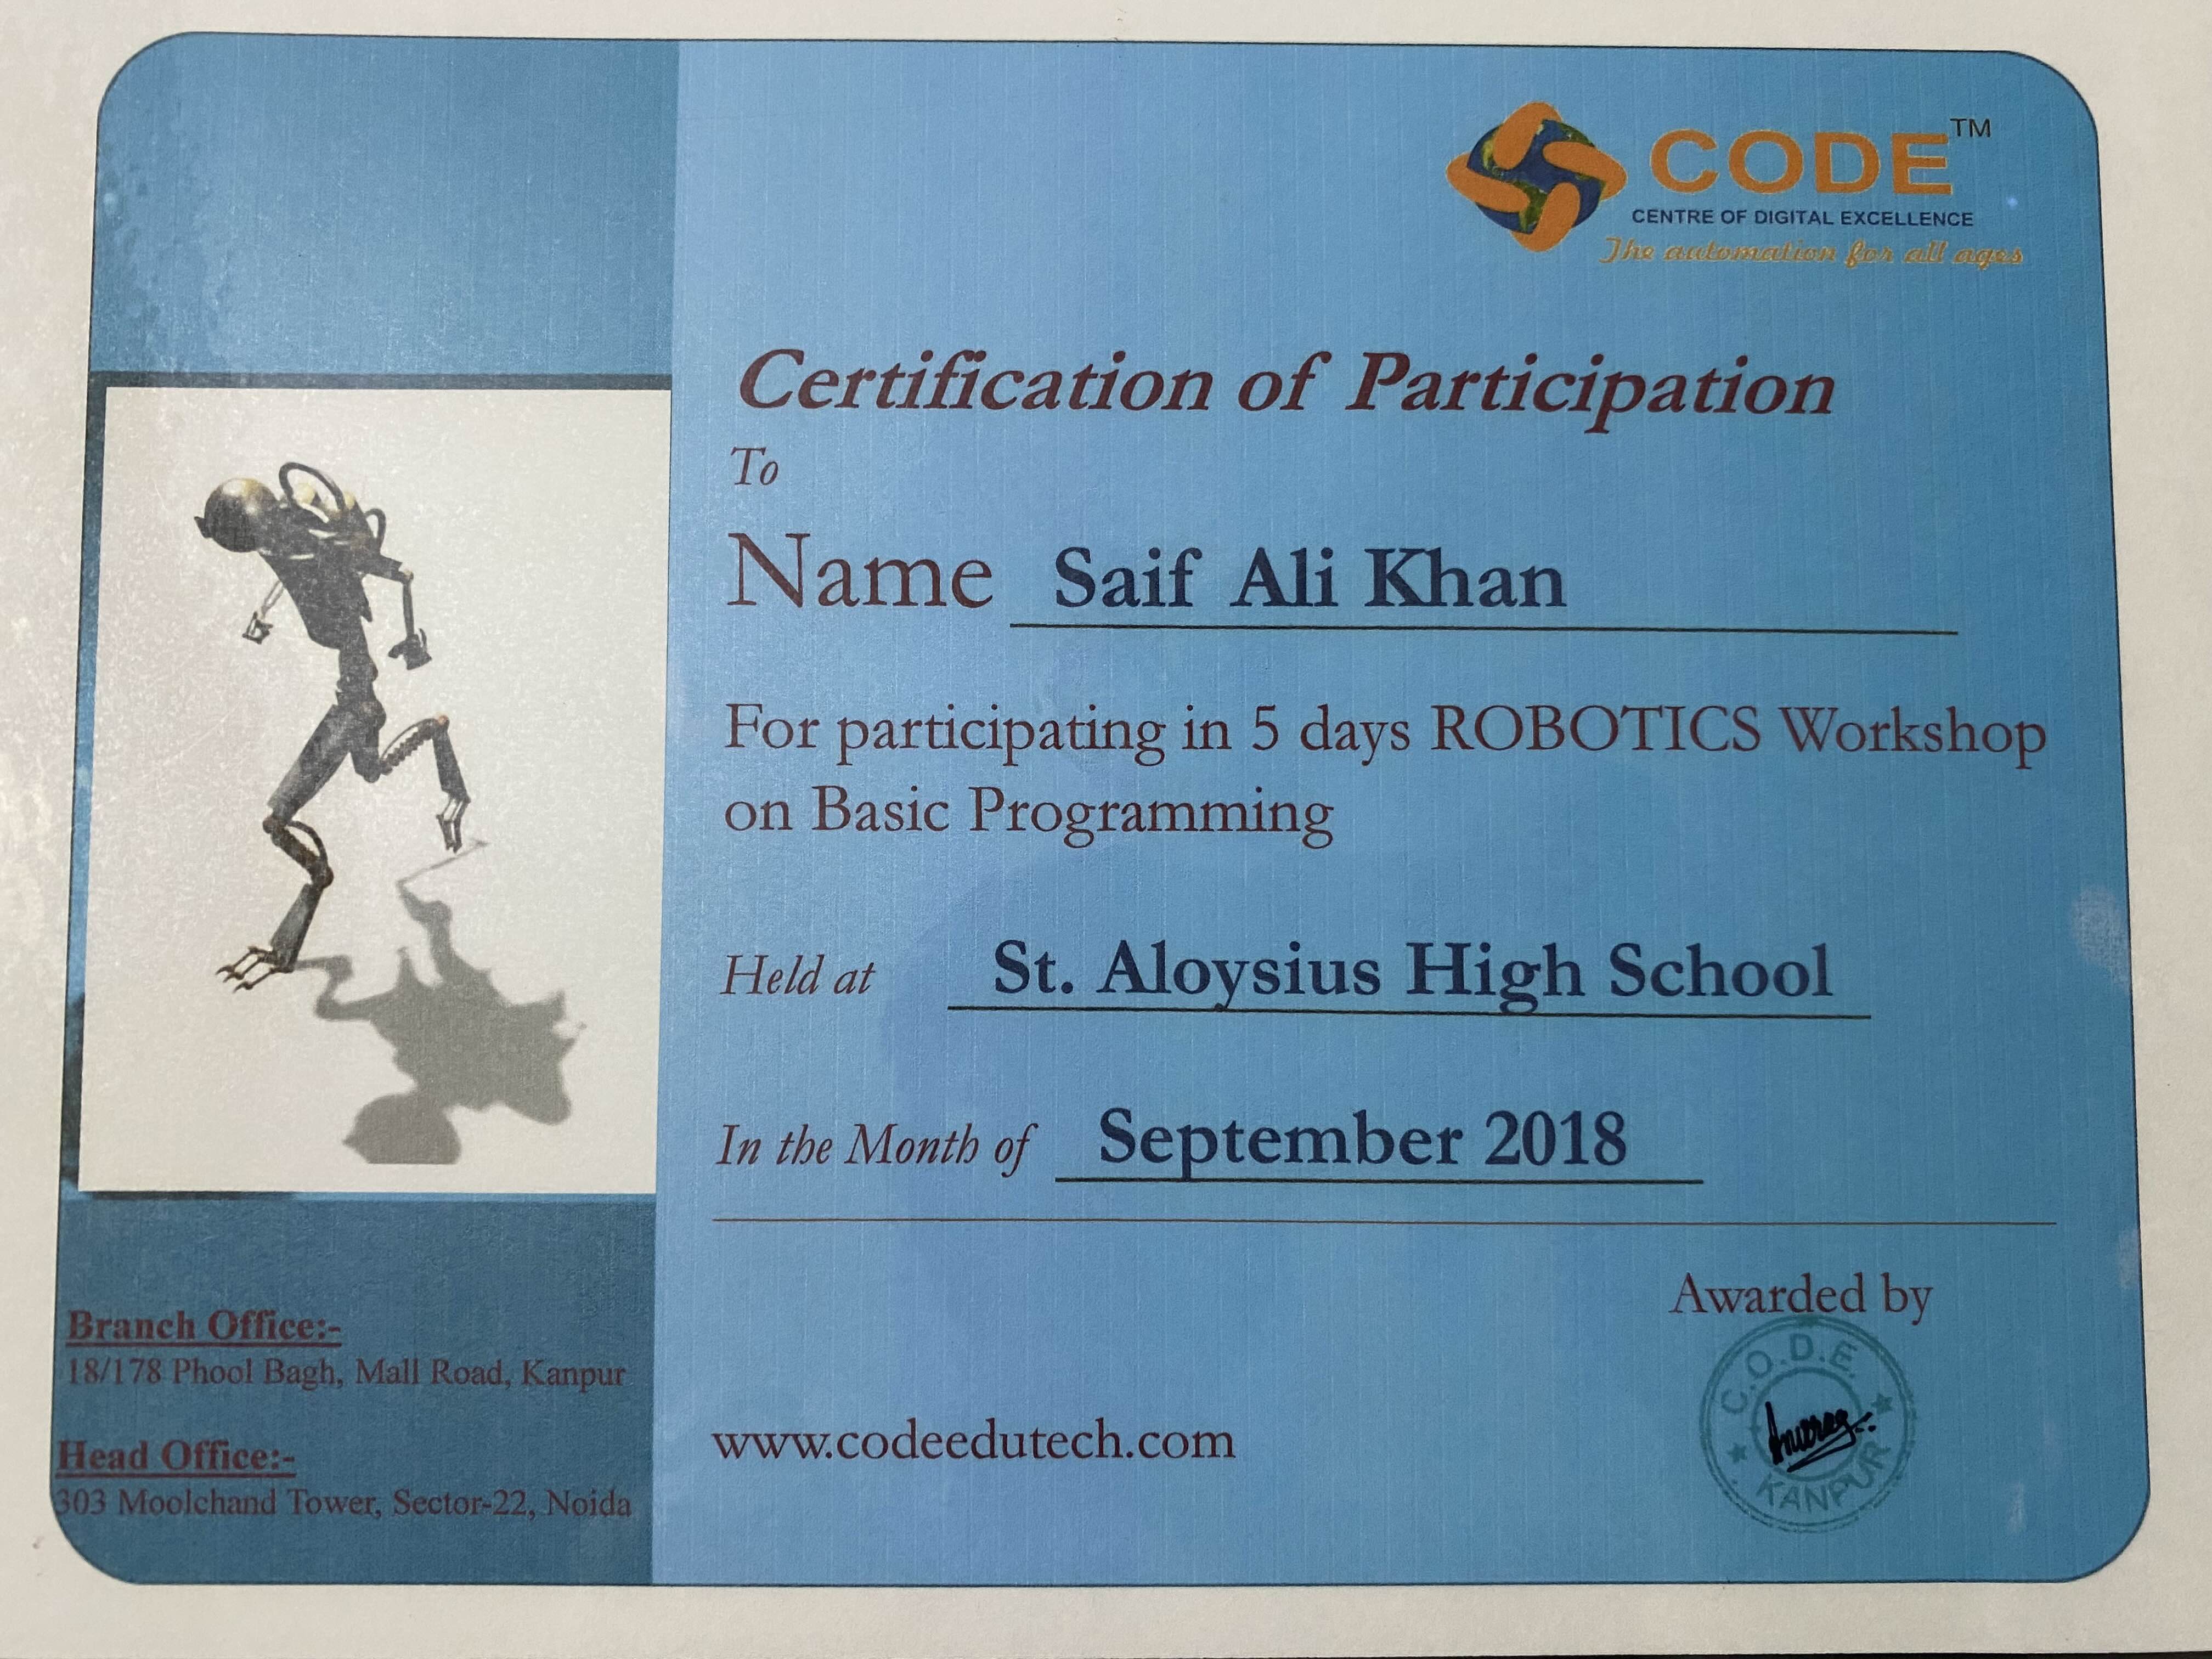 CODE™
CENTRE OF DIGITAL EXCELLENCE
The automation for all ages
Certification of Participation
To
Name Saif Ali Khan
For participating in 5 days ROBOTICS Workshop
on Basic Programming
Held at St. Aloysius High School
In the Month of September 2018
Awarded by
C.O.D.E.
KANPUR
www.codeedutech.com
Branch Office:-
18/178 Phool Bagh, Mall Road, Kanpur
Head Office:-
303 Moolchand Tower, Sector-22, Noida